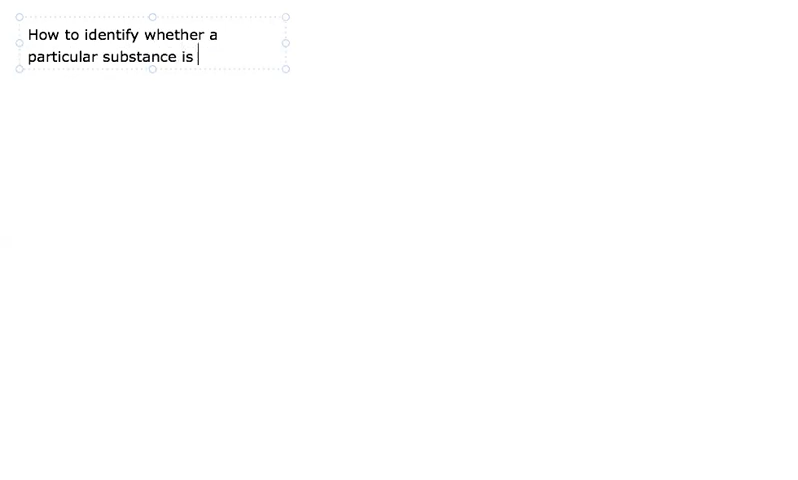 How to identify whether a
particular substance is